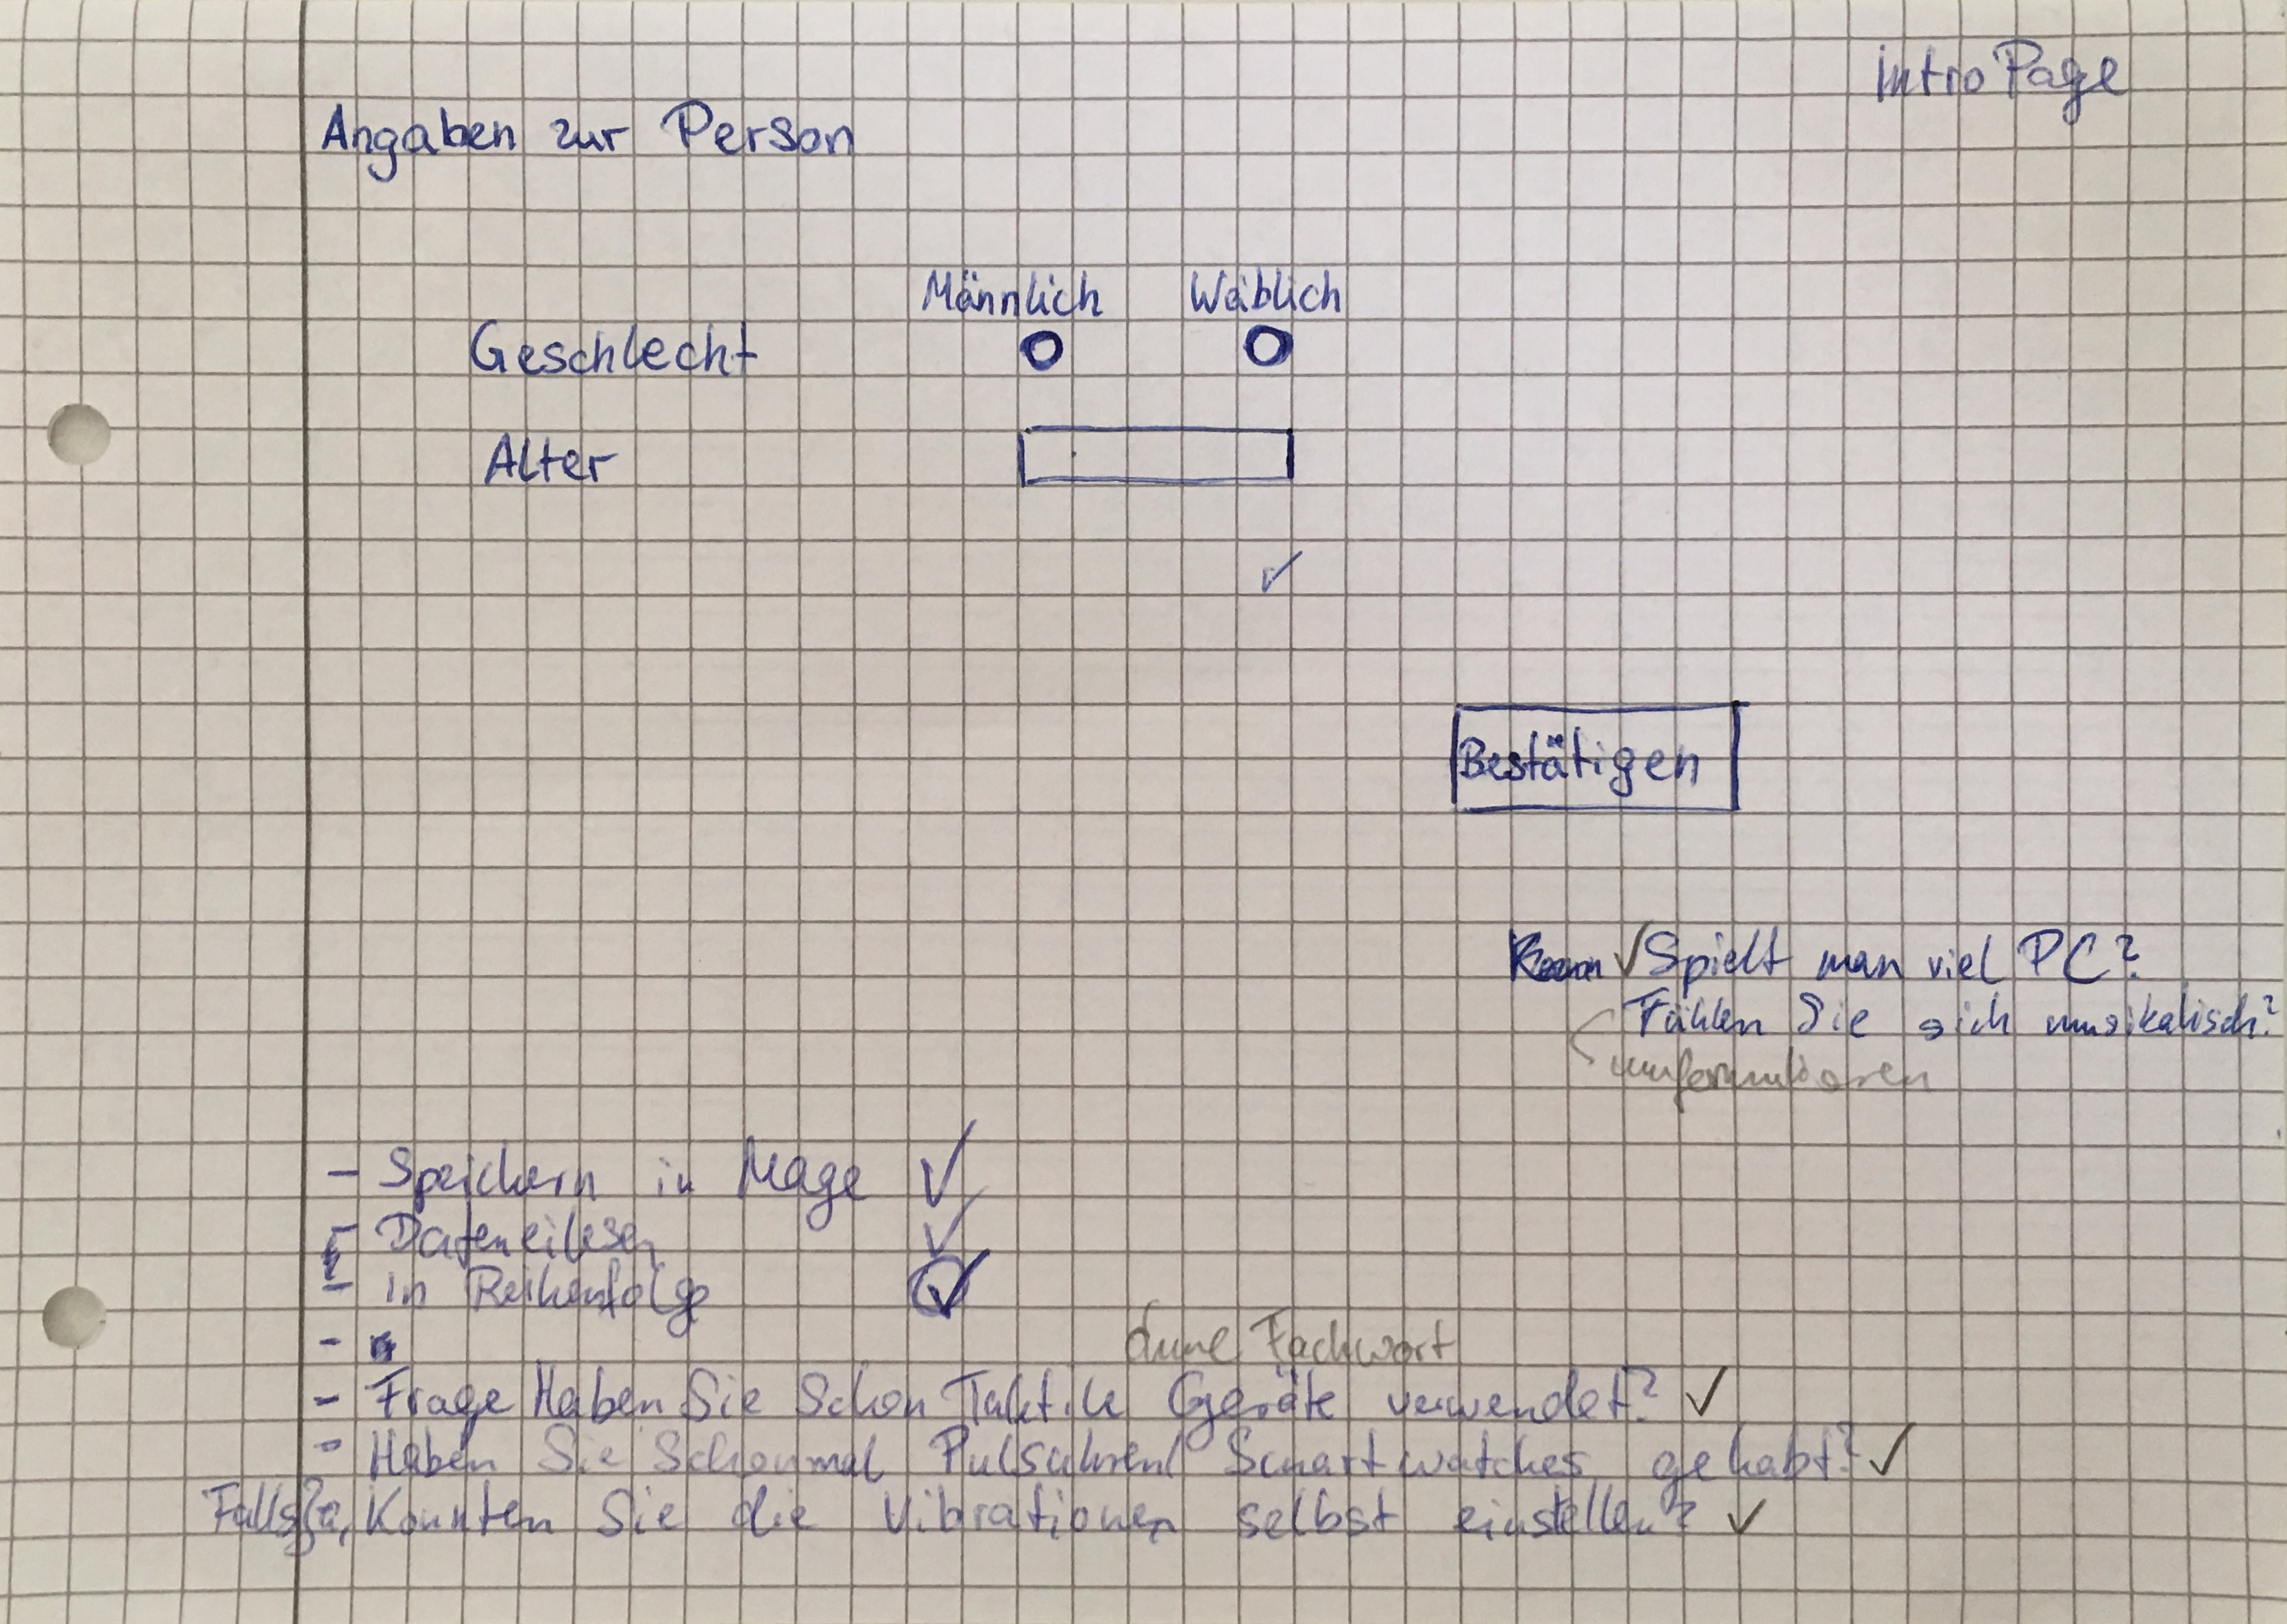 Intro Page
Angaben zur Person
Männlich Weiblich
Geschlecht
Alter
✓
Bestätigen
✓ Spielt man viel PC?
Fühlen Sie sich musikalisch?
umformulieren
- Speichern in Mage ✓
- Dateneilesen ✓
- in Reihenfolge ✓
-
ohne Fachwort
- Frage Haben Sie Schon Taktile Geräte verwendet? ✓
- Haben Sie Schonmal Pulsuhren/ Smartwatches gehabt? ✓
Falls Ja, Konnten Sie die Vibrationen selbst einstellen? ✓